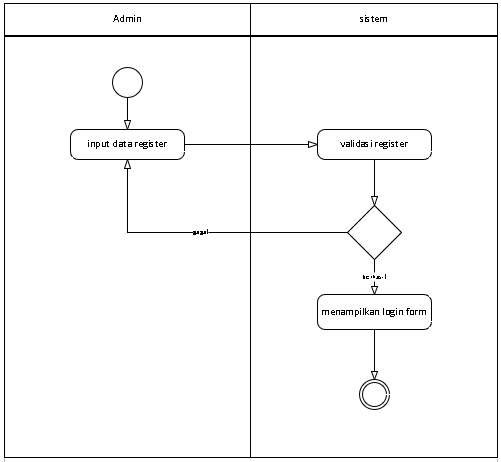 Admin
sistem
input data register
validasi register
gagal
berhasil
menampilkan login form